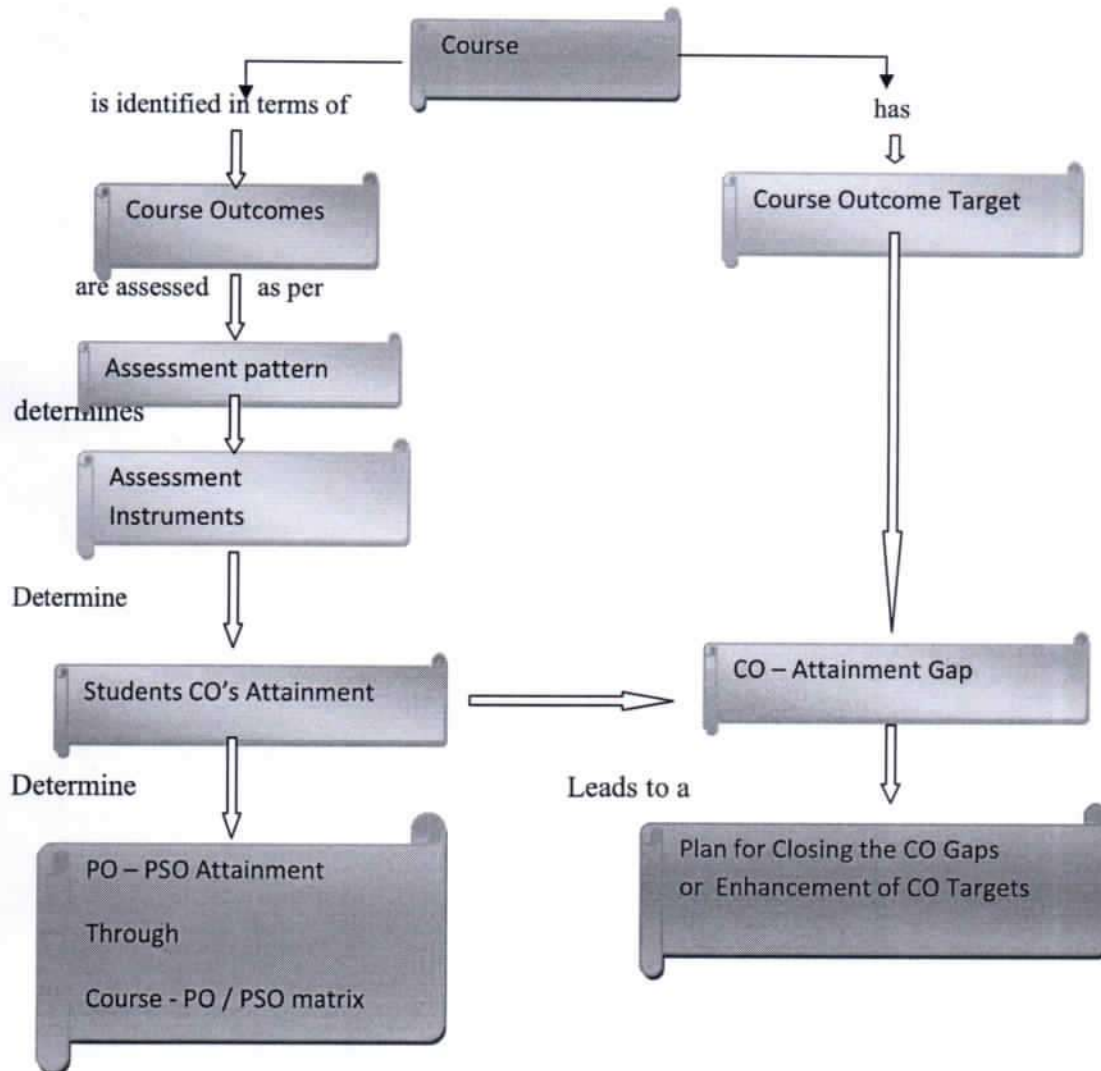 Course
is identified in terms of
has
Course Outcomes
Course Outcome Target
are assessed as per
Assessment pattern
determines
Assessment
Instruments
Determine
Students CO's Attainment
CO – Attainment Gap
Determine
Leads to a
PO – PSO Attainment
Through
Course - PO / PSO matrix
Plan for Closing the CO Gaps
or Enhancement of CO Targets